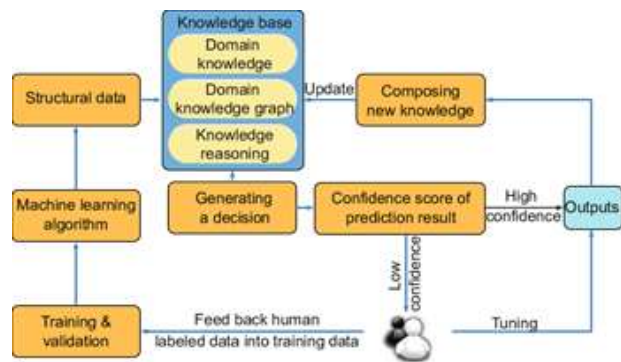 Knowledge base
Domain
knowledge
Domain
knowledge graph
Knowledge
reasoning
Structural data
Update
Composing
new knowledge
Machine learning
algorithm
Generating
a decision
Confidence score of
prediction result
High
confidence
Outputs
Low
confidence
Training &
validation
Feed back human
labeled data into training data
Tuning